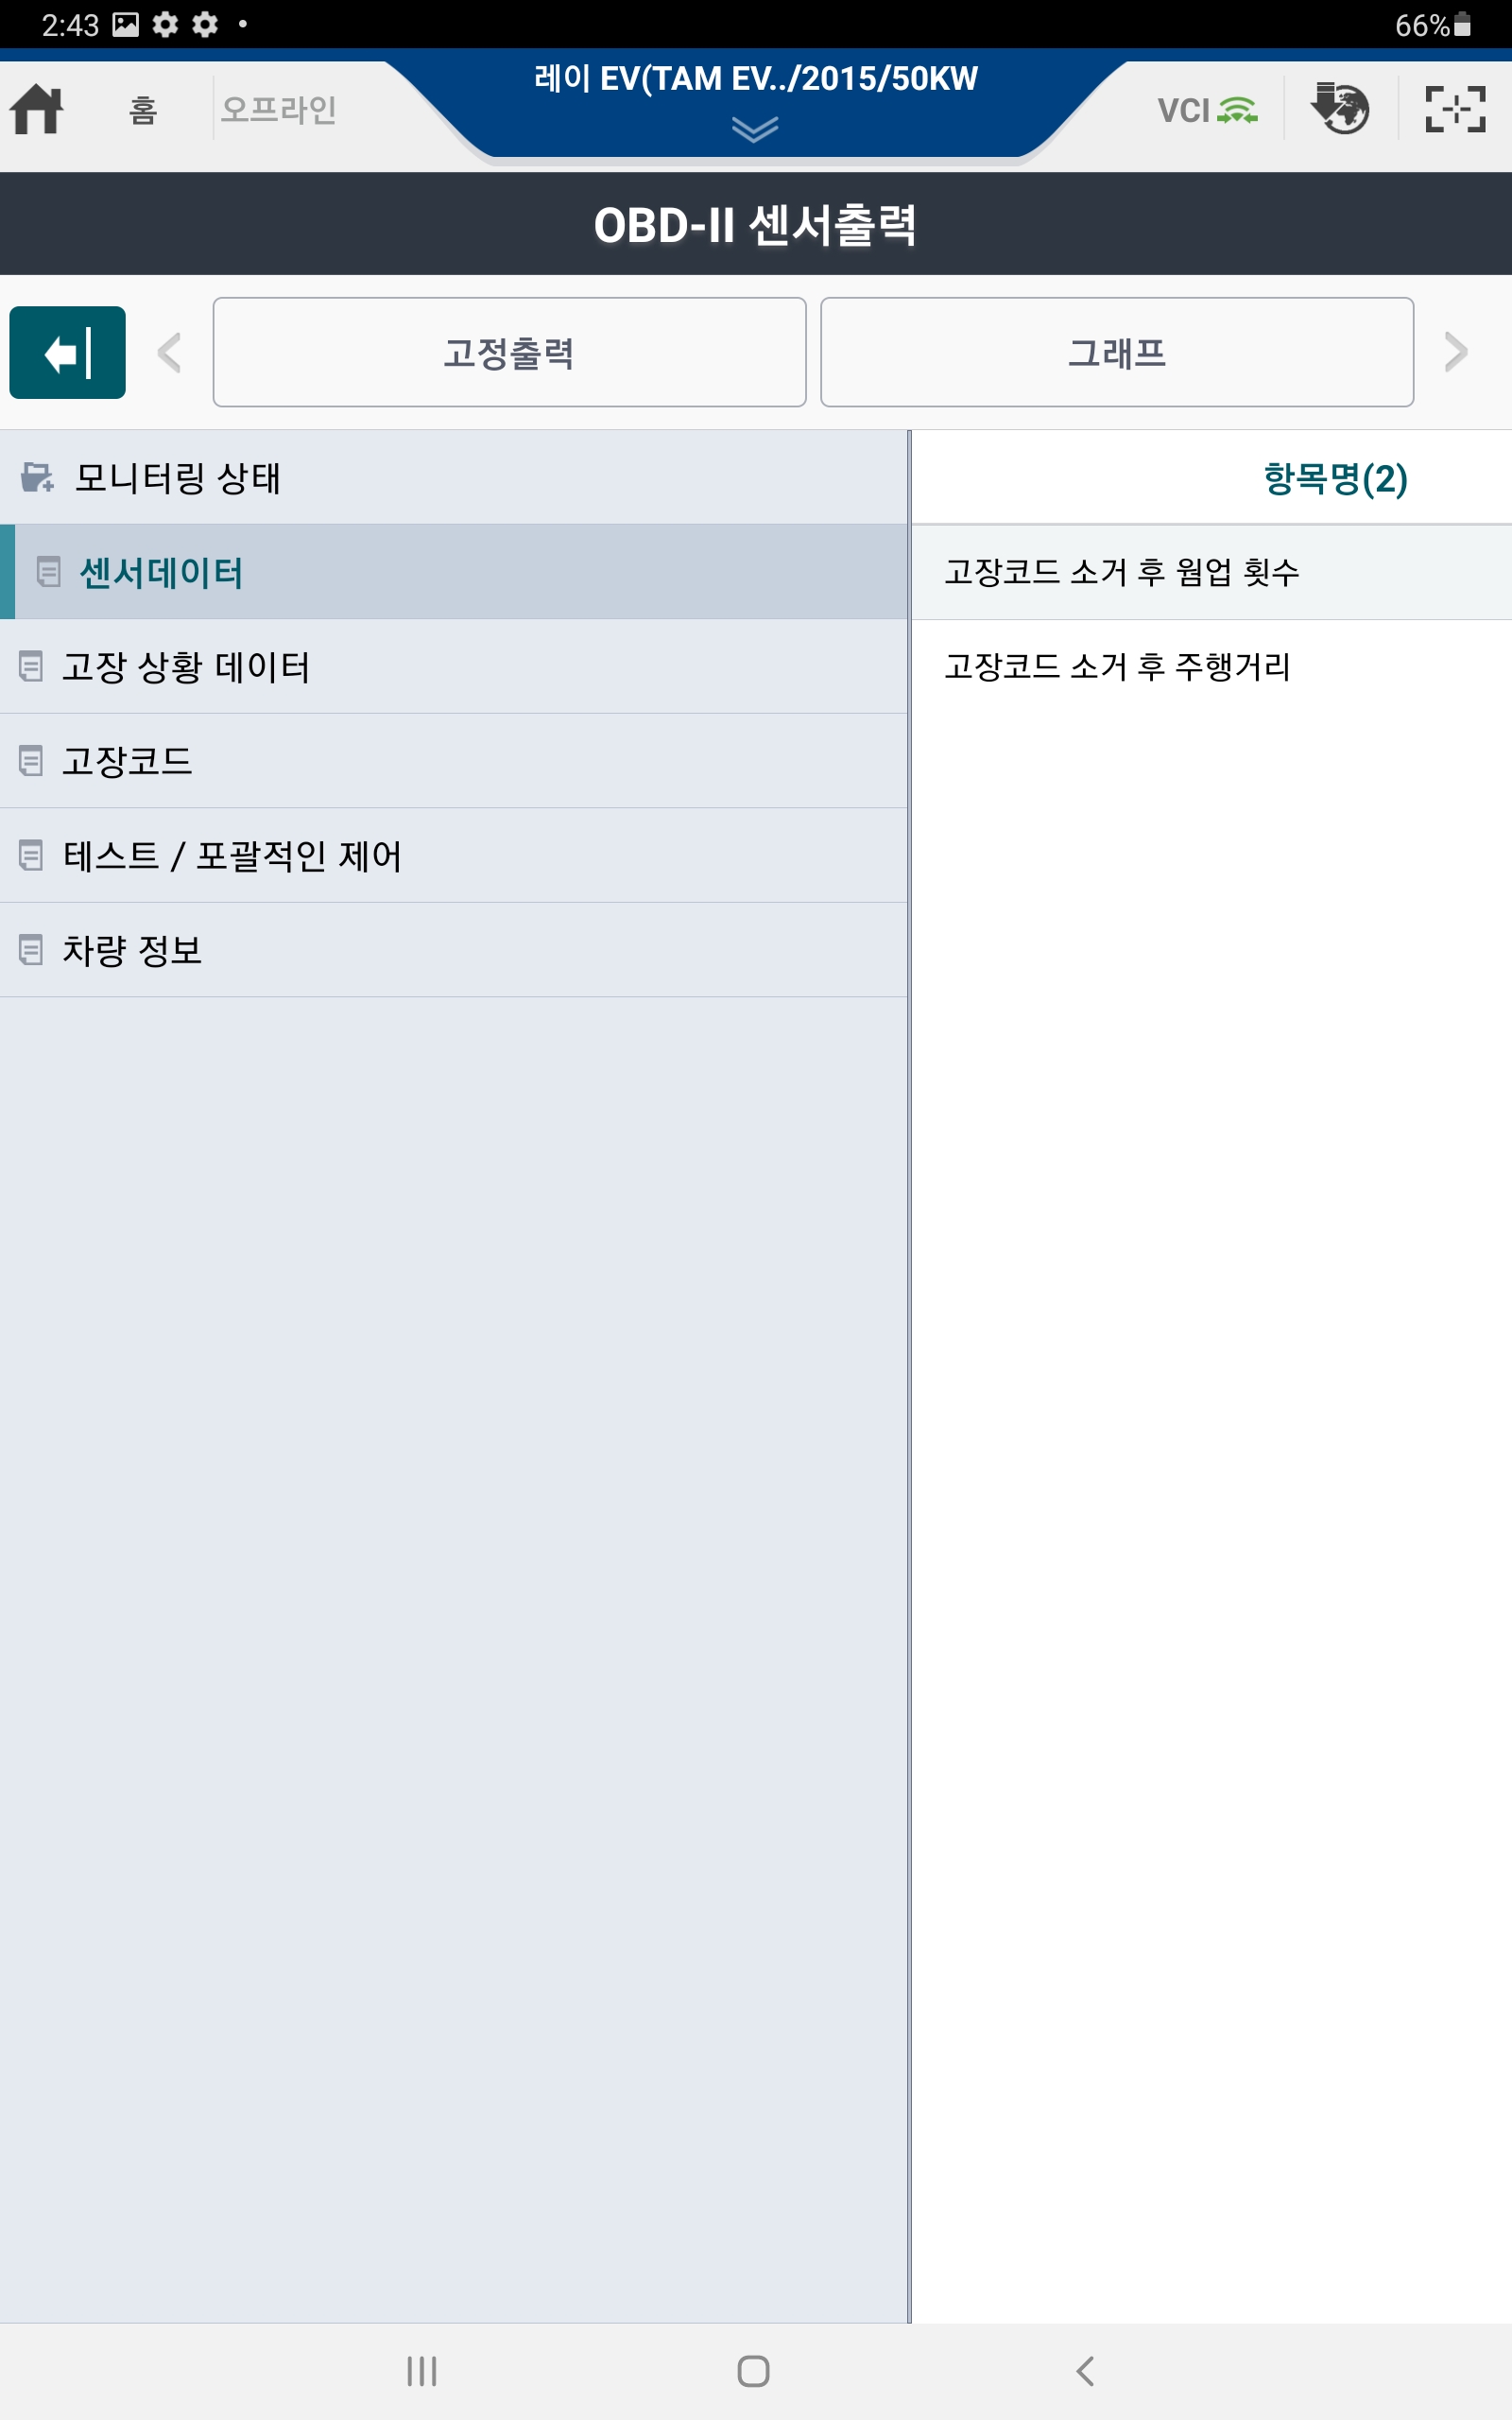 2:43
66%
레이 EV(TAM EV../2015/50KW
홈
오프라인
VCI
OBD-II 센서출력
고정출력
그래프
모니터링 상태
항목명(2)
센서데이터
고장코드 소거 후 웜업 횟수
고장 상황 데이터
고장코드 소거 후 주행거리
고장코드
테스트 / 포괄적인 제어
차량 정보